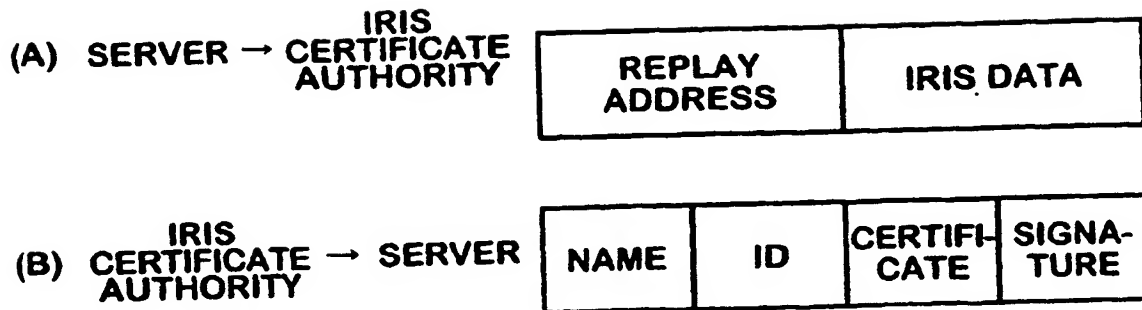 (A) SERVER → IRIS
CERTIFICATE
AUTHORITY
REPLAY
ADDRESS
IRIS DATA
(B) IRIS
CERTIFICATE
AUTHORITY → SERVER
NAME
ID
CERTIFI-
CATE
SIGNA-
TURE